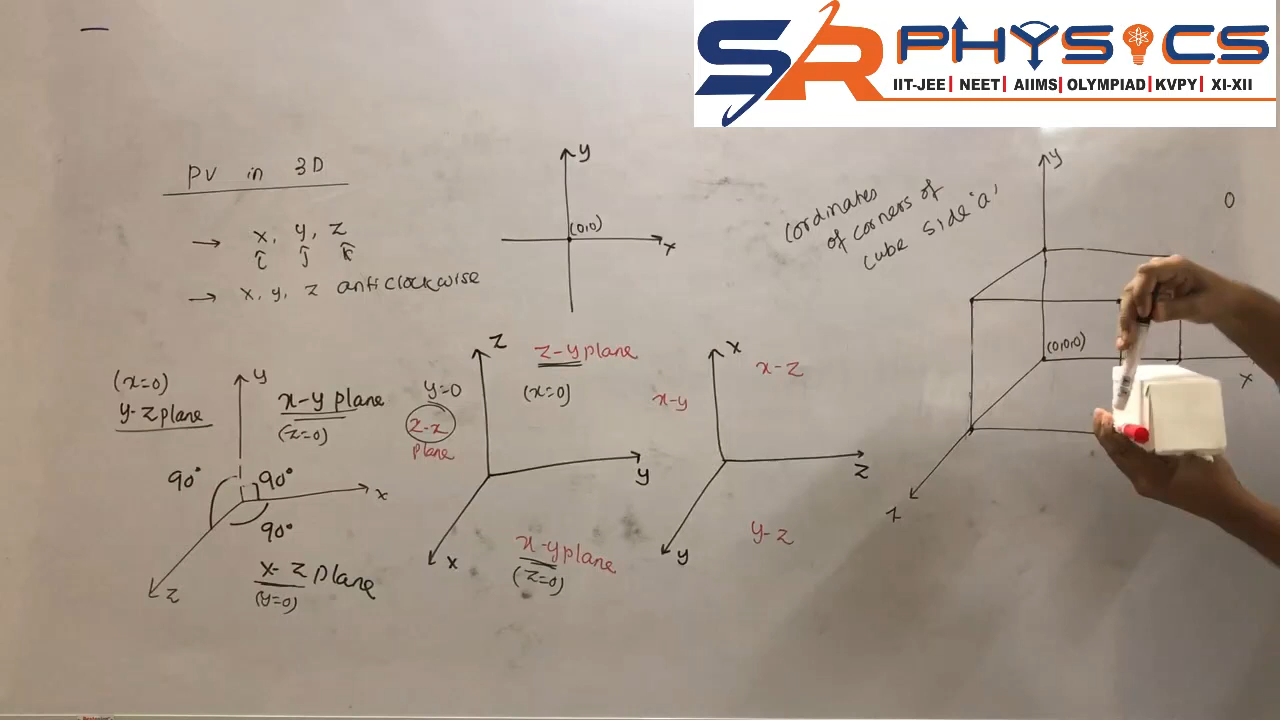 SR PHYSICS
IIT-JEE | NEET | AIIMS | OLYMPIAD | KVPY | XI-XII
PV in 3D
→ x, y, z
î ĵ k̂
→ x, y, z anticlockwise
y
(0,0)
x
Cordinates
of corners of
cube side 'a'
y
0
(0,0,0)
x
z
(x=0)
y-z plane
y
x-y plane
(z=0)
90°
90°
x
90°
z
x-z plane
(y=0)
z
z-y plane
(x=0)
y=0
z-x
plane
y
x
x-y plane
(z=0)
x
x-z
x-y
z
y
y-z